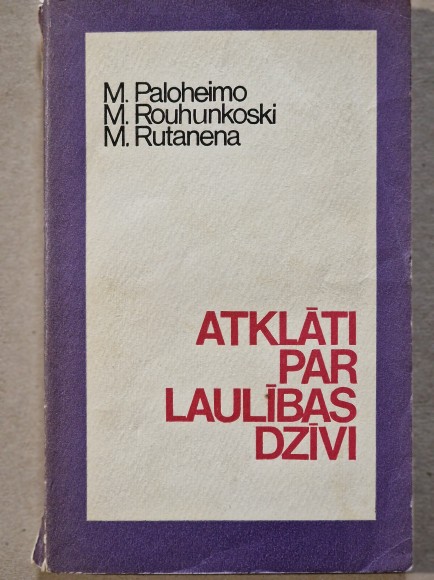 M. Paloheimo
M. Rouhunkoski
M. Rutanena
ATKLĀTI
PAR
LAULĪBAS
DZĪVI